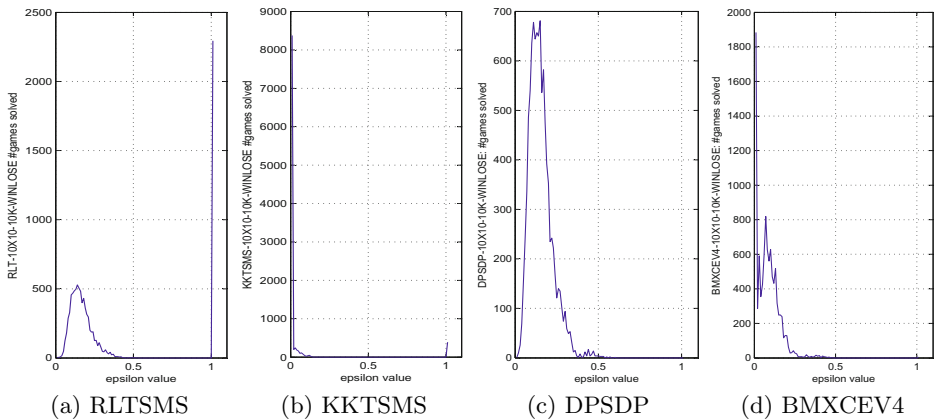 RLT-10X10-10K-WINLOSE #games solved
2500
2000
1500
1000
500
0
0 0.5 1
epsilon value
(a) RLTSMS
KKTSMS-10X10-10K-WINLOSE #games solved
9000
8000
7000
6000
5000
4000
3000
2000
1000
0
0 0.5 1
epsilon value
(b) KKTSMS
DPSDP-10X10-10K-WINLOSE: #games solved
700
600
500
400
300
200
100
0
0 0.5 1
epsilon value
(c) DPSDP
BMXCEV4-10X10-10K-WINLOSE: #games solved
2000
1800
1600
1400
1200
1000
800
600
400
200
0
0 0.5 1
epsilon value
(d) BMXCEV4